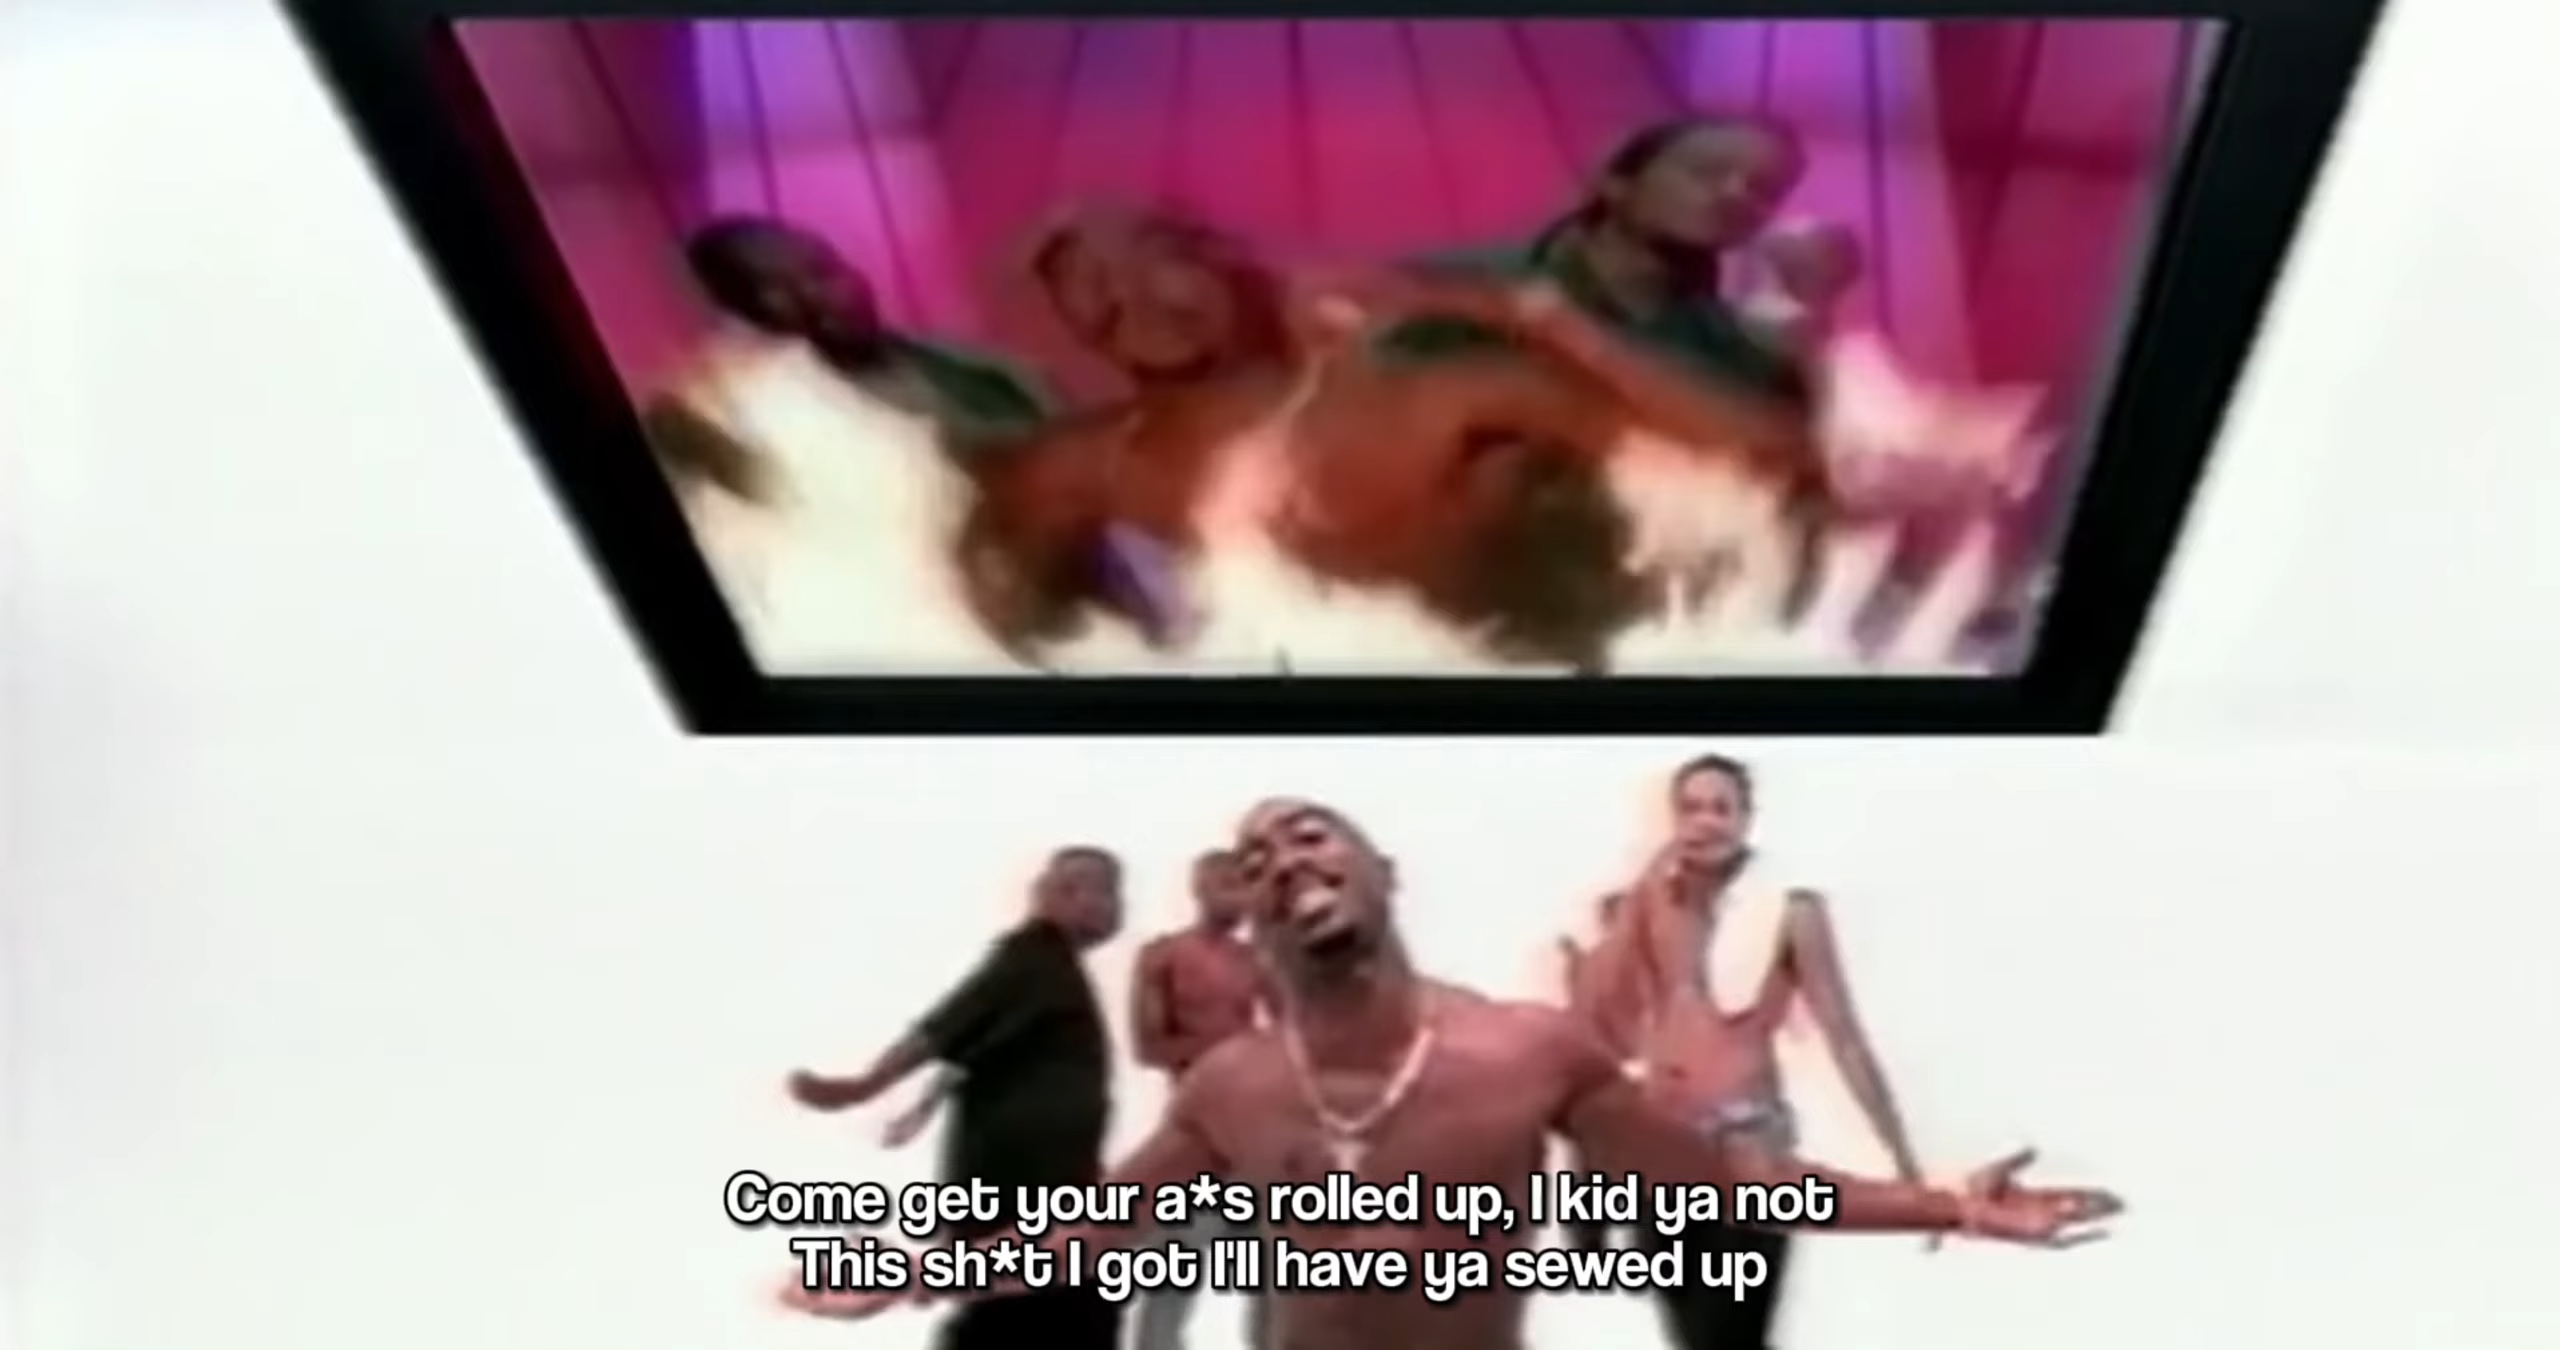 Come get your a*s rolled up, I kid ya not
This sh*t I got I'll have ya sewed up